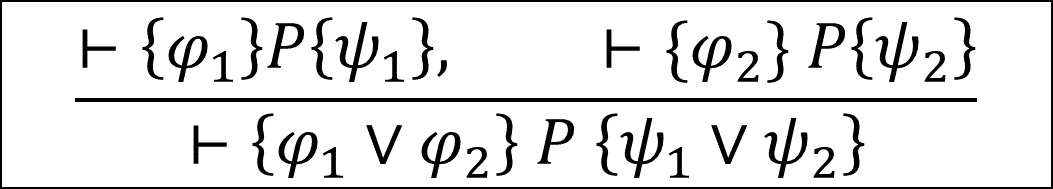 ⊢ {φ₁}P{ψ₁}, ⊢ {φ₂} P{ψ₂}
⊢ {φ₁ ∨ φ₂} P {ψ₁ ∨ ψ₂}